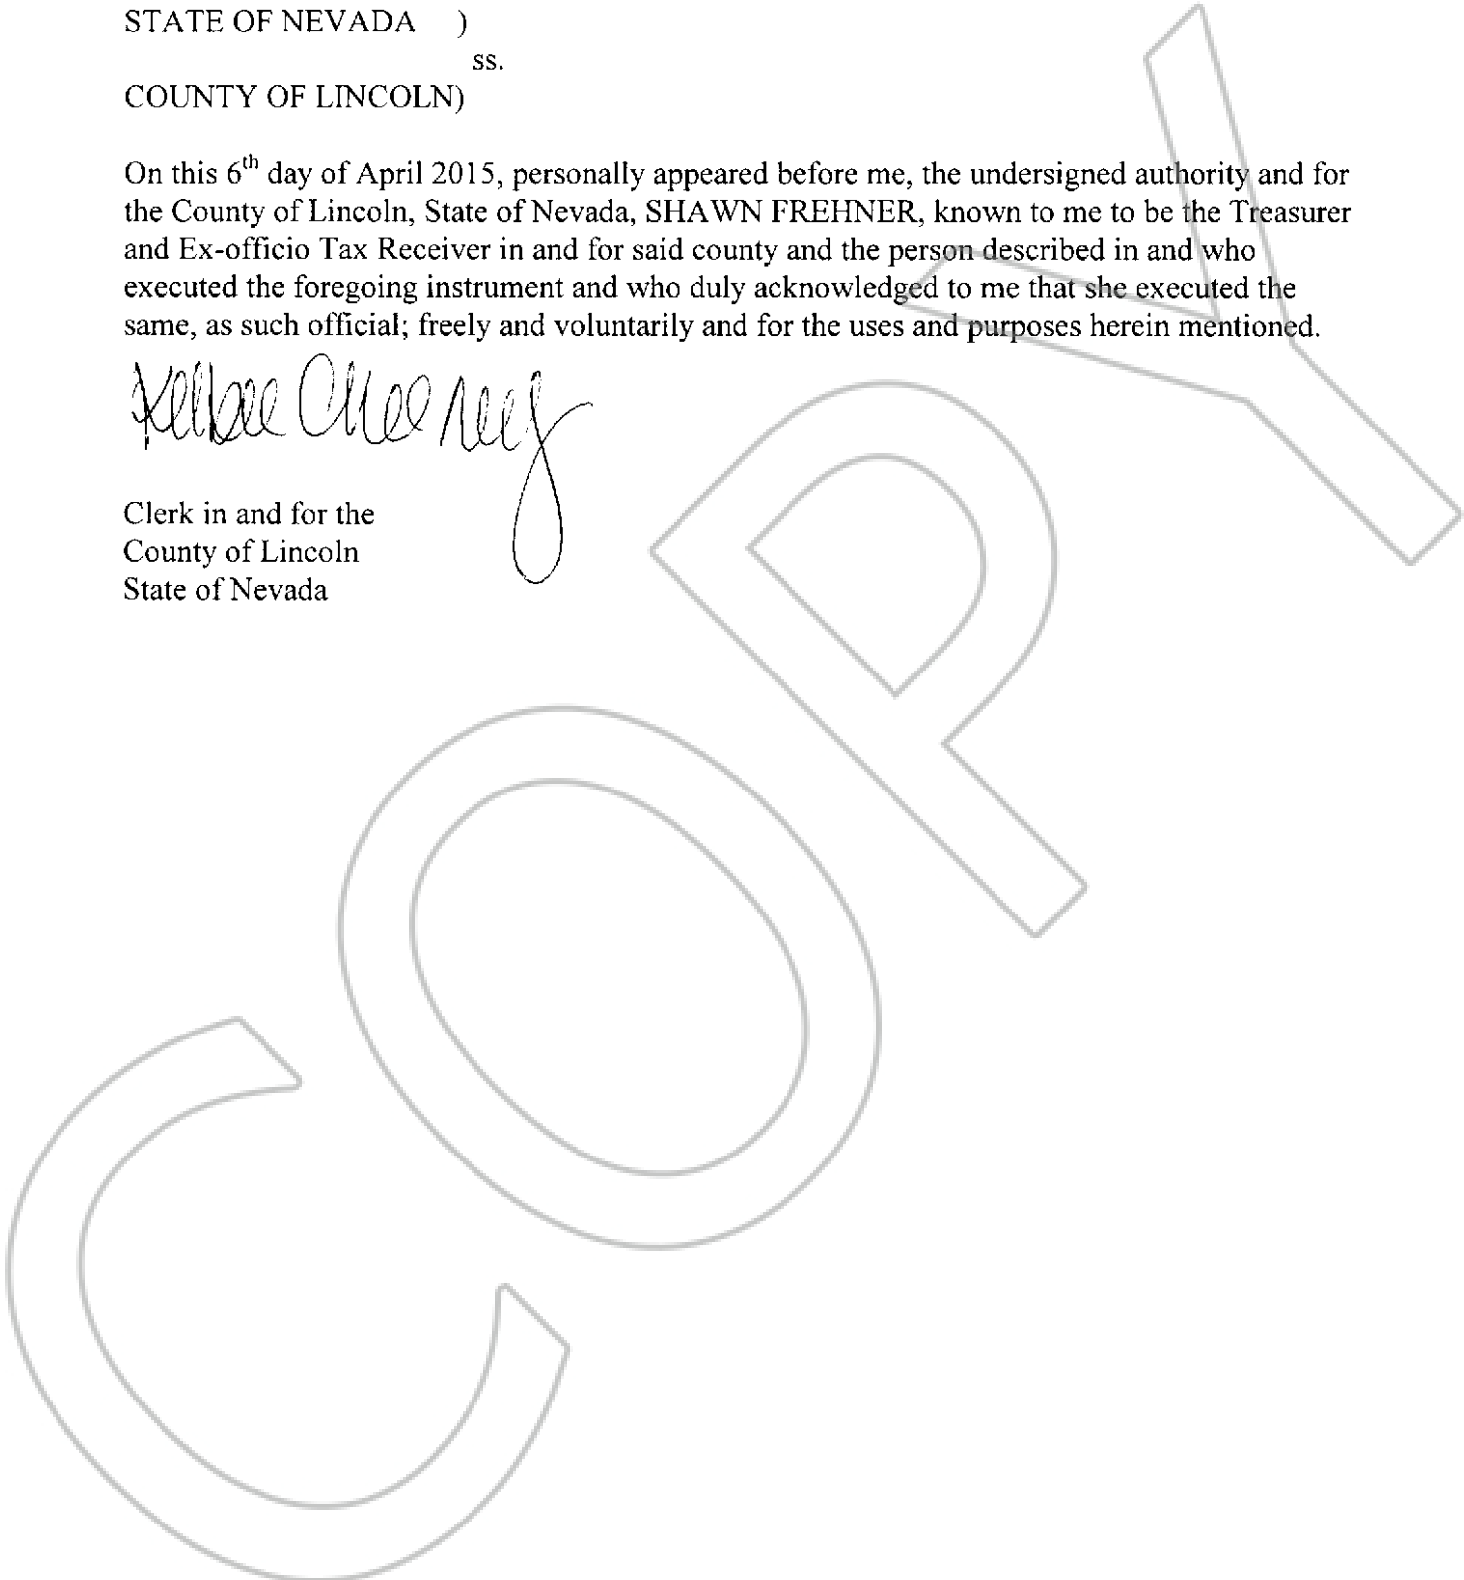 STATE OF NEVADA )
ss.
COUNTY OF LINCOLN)
On this 6th day of April 2015, personally appeared before me, the undersigned authority and for
the County of Lincoln, State of Nevada, SHAWN FREHNER, known to me to be the Treasurer
and Ex-officio Tax Receiver in and for said county and the person described in and who
executed the foregoing instrument and who duly acknowledged to me that she executed the
same, as such official; freely and voluntarily and for the uses and purposes herein mentioned.
Clerk in and for the
County of Lincoln
State of Nevada
COPY